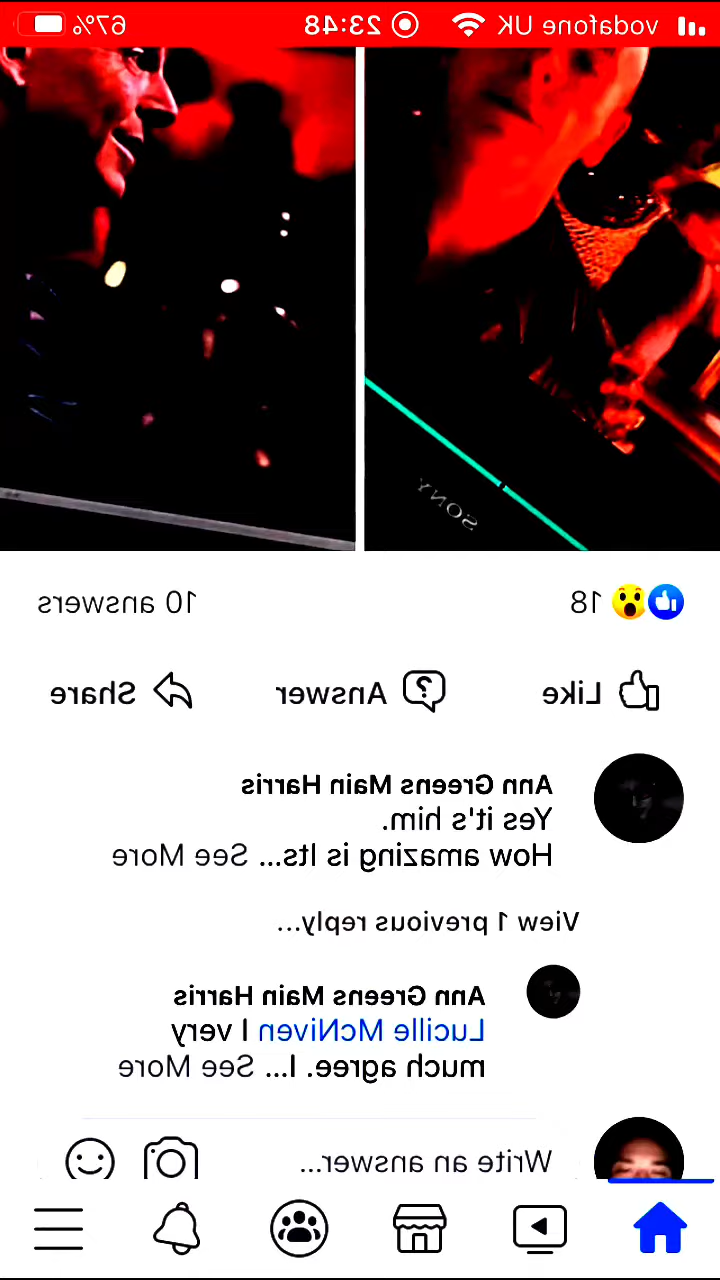 vodafone UK 23:48 67%
SONY
18 10 answers
Like Answer Share
Ann Greens Main Harris
Yes it's him.
How amazing is Its... See More
View 1 previous reply...
Ann Greens Main Harris
Lucille McNiven I very
much agree. I... See More
Write an answer...